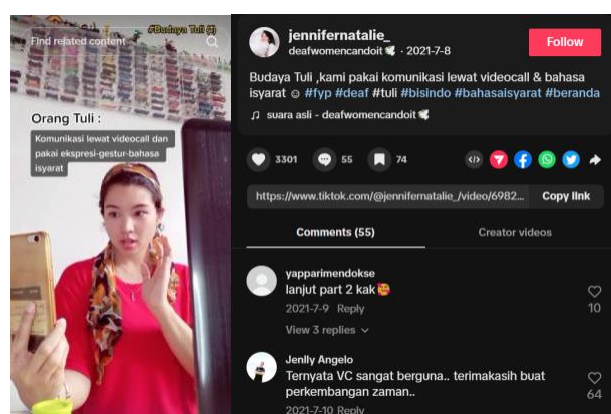 #Budaya Tuli (1)
Find related content
Orang Tuli :
Komunikasi lewat videocall dan
pakai ekspresi-gestur-bahasa
isyarat
jennifernatalie_
deafwomencandoit🕊️ · 2021-7-8
Follow
Budaya Tuli ,kami pakai komunikasi lewat videocall & bahasa
isyarat ☺ #fyp #deaf #tuli #bisindo #bahasaisyarat #beranda
♫ suara asli - deafwomencandoit🕊️
3301
55
74
https://www.tiktok.com/@jennifernatalie_/video/6982...
Copy link
Comments (55)
Creator videos
yapparimendokse
lanjut part 2 kak🥰
2021-7-9 Reply
10
View 3 replies
Jenlly Angelo
Ternyata VC sangat berguna.. terimakasih buat
perkembangan zaman..
64
2021-7-10 Reply